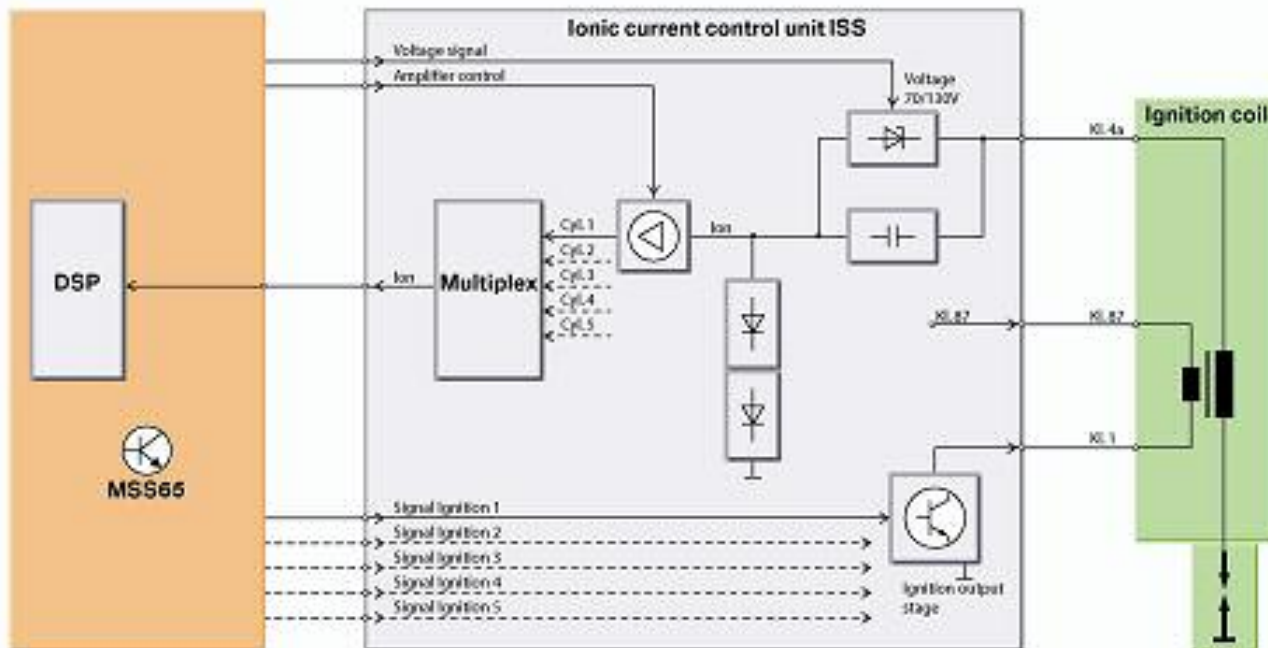 Ionic current control unit ISS
Voltage signal
Amplifier control
Voltage
70/130V
Ignition coil
Kl.4a
DSP
Ion
Multiplex
Cyl.1
Cyl.2
Cyl.3
Cyl.4
Cyl.5
Ion
Kl.87
Kl.87
Kl.1
MSS65
Signal Ignition 1
Signal Ignition 2
Signal Ignition 3
Signal Ignition 4
Signal Ignition 5
Ignition output
stage